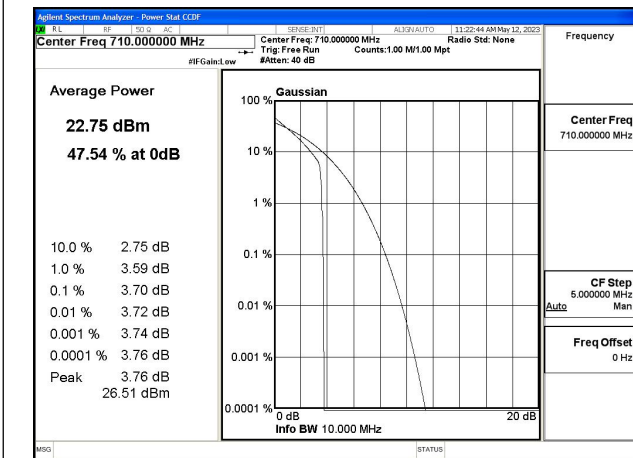 Agilent Spectrum Analyzer - Power Stat CCDF
RL RF 50 Ω AC SENSE:INT ALIGN AUTO 11:22:44 AM May 12, 2023
Center Freq 710.000000 MHz
Center Freq: 710.000000 MHz Radio Std: None
Trig: Free Run Counts:1.00 M/1.00 Mpt
#IFGain:Low #Atten: 40 dB
Frequency
Average Power
22.75 dBm
47.54 % at 0dB
10.0 % 2.75 dB
1.0 % 3.59 dB
0.1 % 3.70 dB
0.01 % 3.72 dB
0.001 % 3.74 dB
0.0001 % 3.76 dB
Peak 3.76 dB
26.51 dBm
Gaussian
100 %
10 %
1 %
0.1 %
0.01 %
0.001 %
0.0001 %
0 dB 20 dB
Info BW 10.000 MHz
Center Freq
710.000000 MHz
CF Step
5.000000 MHz
Auto Man
Freq Offset
0 Hz
MSG STATUS